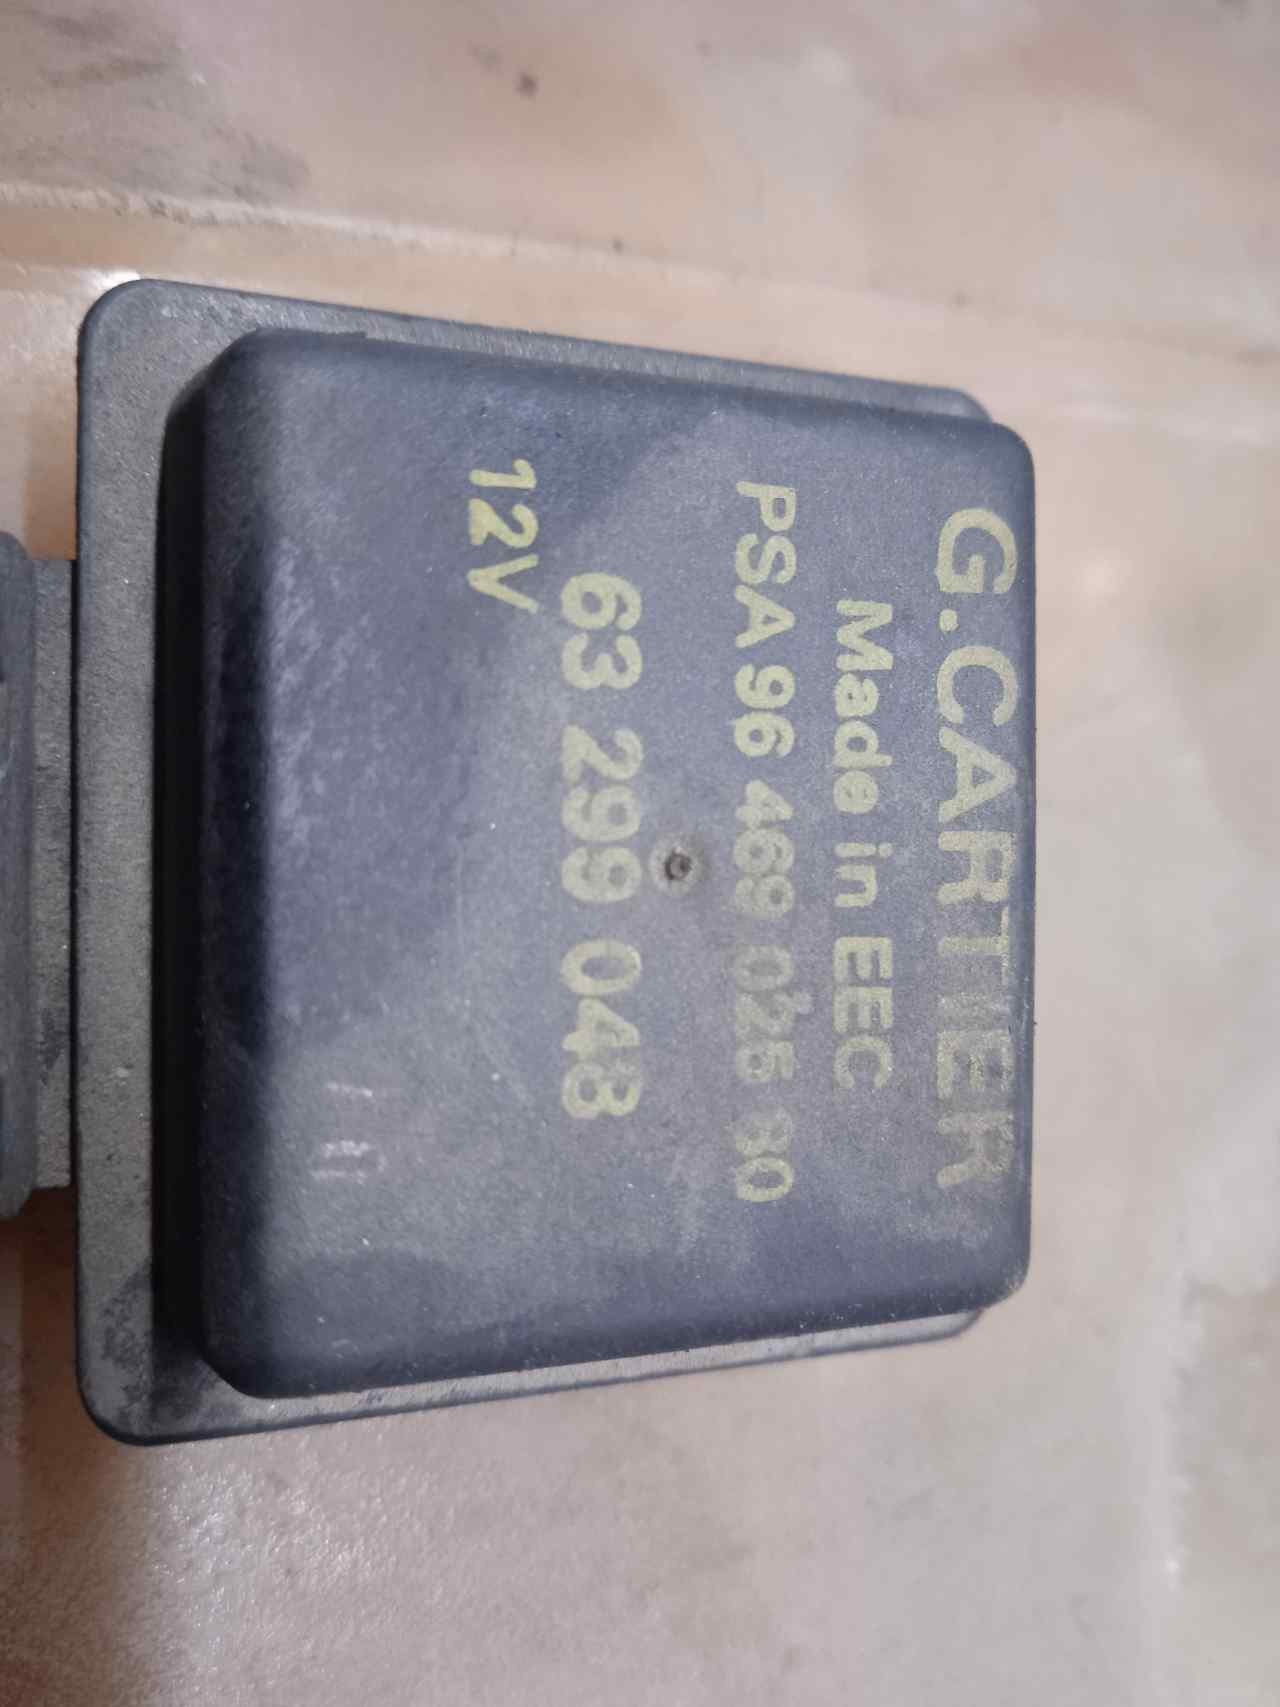 G.CARTIER
Made in EEC
PSA 96 469 025 80
63 299 048
12V